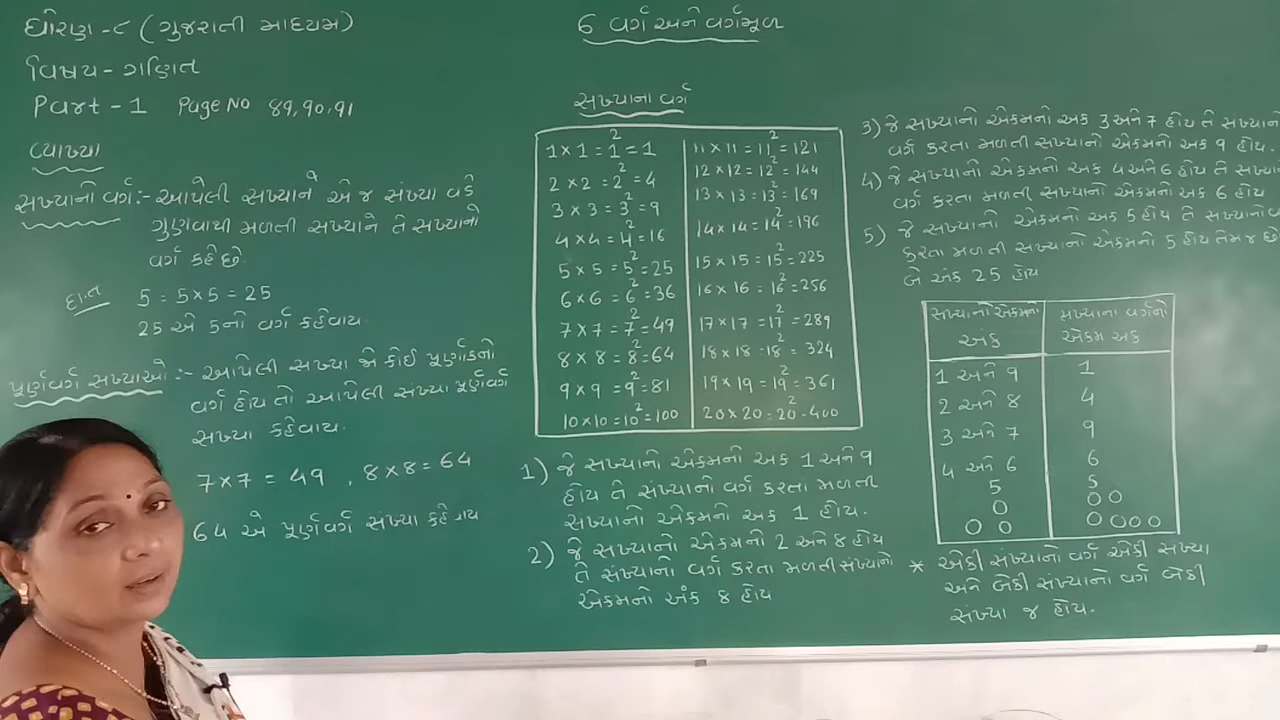 ધોરણ - ૮ ( ગુજરાતી માધ્યમ )
વિષય - ગણિત
Part - 1 Page No 89, 90, 91
વ્યાખ્યા
સંખ્યાનો વર્ગ :- આપેલી સંખ્યાને એ જ સંખ્યા વડે
ગુણવાથી મળતી સંખ્યાને તે સંખ્યાનો
વર્ગ કહે છે.
દા.ત 5 = 5 × 5 = 25
25 એ 5નો વર્ગ કહેવાય.
પૂર્ણવર્ગ સંખ્યાઓ :- આપેલી સંખ્યા જો કોઈ પૂર્ણાંકનો
વર્ગ હોય તો આપેલી સંખ્યા પૂર્ણવર્ગ
સંખ્યા કહેવાય.
7 × 7 = 49 , 8 × 8 = 64
64 એ પૂર્ણવર્ગ સંખ્યા કહેવાય
6 વર્ગ અને વર્ગમૂળ
સંખ્યાના વર્ગ
1 × 1 = 1² = 1
2 × 2 = 2² = 4
3 × 3 = 3² = 9
4 × 4 = 4² = 16
5 × 5 = 5² = 25
6 × 6 = 6² = 36
7 × 7 = 7² = 49
8 × 8 = 8² = 64
9 × 9 = 9² = 81
10 × 10 = 10² = 100
11 × 11 = 11² = 121
12 × 12 = 12² = 144
13 × 13 = 13² = 169
14 × 14 = 14² = 196
15 × 15 = 15² = 225
16 × 16 = 16² = 256
17 × 17 = 17² = 289
18 × 18 = 18² = 324
19 × 19 = 19² = 361
20 × 20 = 20² = 400
1) જે સંખ્યાનો એકમનો અંક 1 અને 9
હોય તે સંખ્યાનો વર્ગ કરતા મળતી
સંખ્યાનો એકમનો અંક 1 હોય.
2) જે સંખ્યાનો એકમનો 2 અને 8 હોય
તે સંખ્યાનો વર્ગ કરતા મળતી સંખ્યાનો
એકમનો અંક 8 હોય
3) જે સંખ્યાનો એકમનો અંક 3 અને 7 હોય તે સંખ્યાનો
વર્ગ કરતા મળતી સંખ્યાનો એકમનો અંક 9 હોય.
4) જે સંખ્યાનો એકમનો અંક 4 અને 6 હોય તે
વર્ગ કરતા મળતી સંખ્યાનો એકમનો અંક 6 હોય
5) જે સંખ્યાનો એકમનો અંક 5 હોય તે સંખ્યાનો
કરતા મળતી સંખ્યાનો એકમનો 5 હોય તેમ જ
બે અંક 25 હોય
સંખ્યાનો એકમનો અંક
સંખ્યાના વર્ગનો એકમ અંક
1 અને 9 1
2 અને 8 4
3 અને 7 9
4 અને 6 6
5 5
0 00
00 0000
* એકી સંખ્યાનો વર્ગ એકી સંખ્યા
અને બેકી સંખ્યાનો વર્ગ બેકી
સંખ્યા જ હોય.